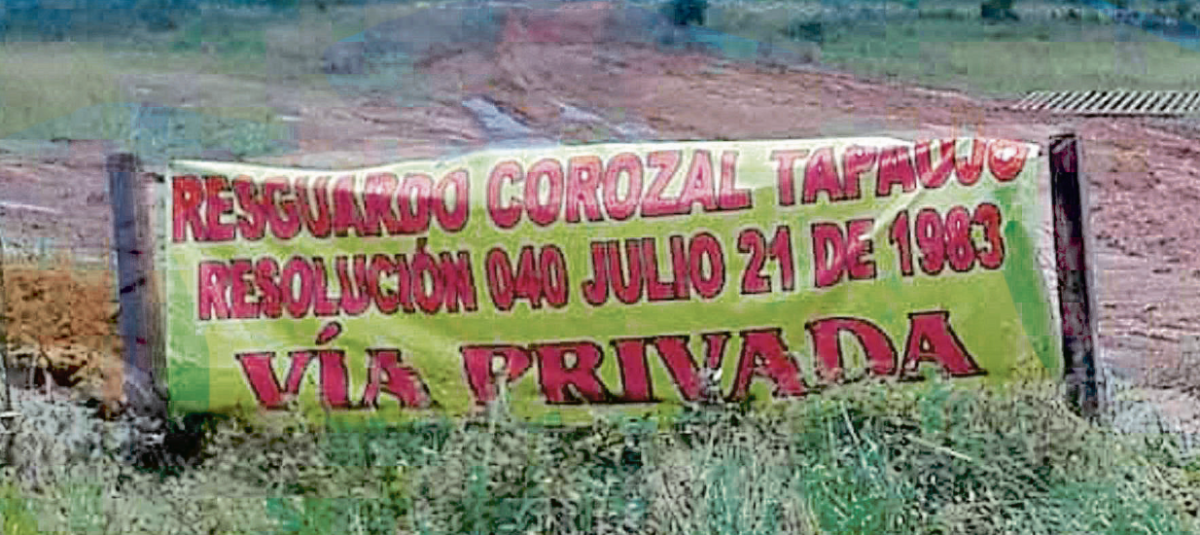 RESGUARDO COROZAL TAPAOJO
RESOLUCIÓN 040 JULIO 21 DE 1983
VÍA PRIVADA